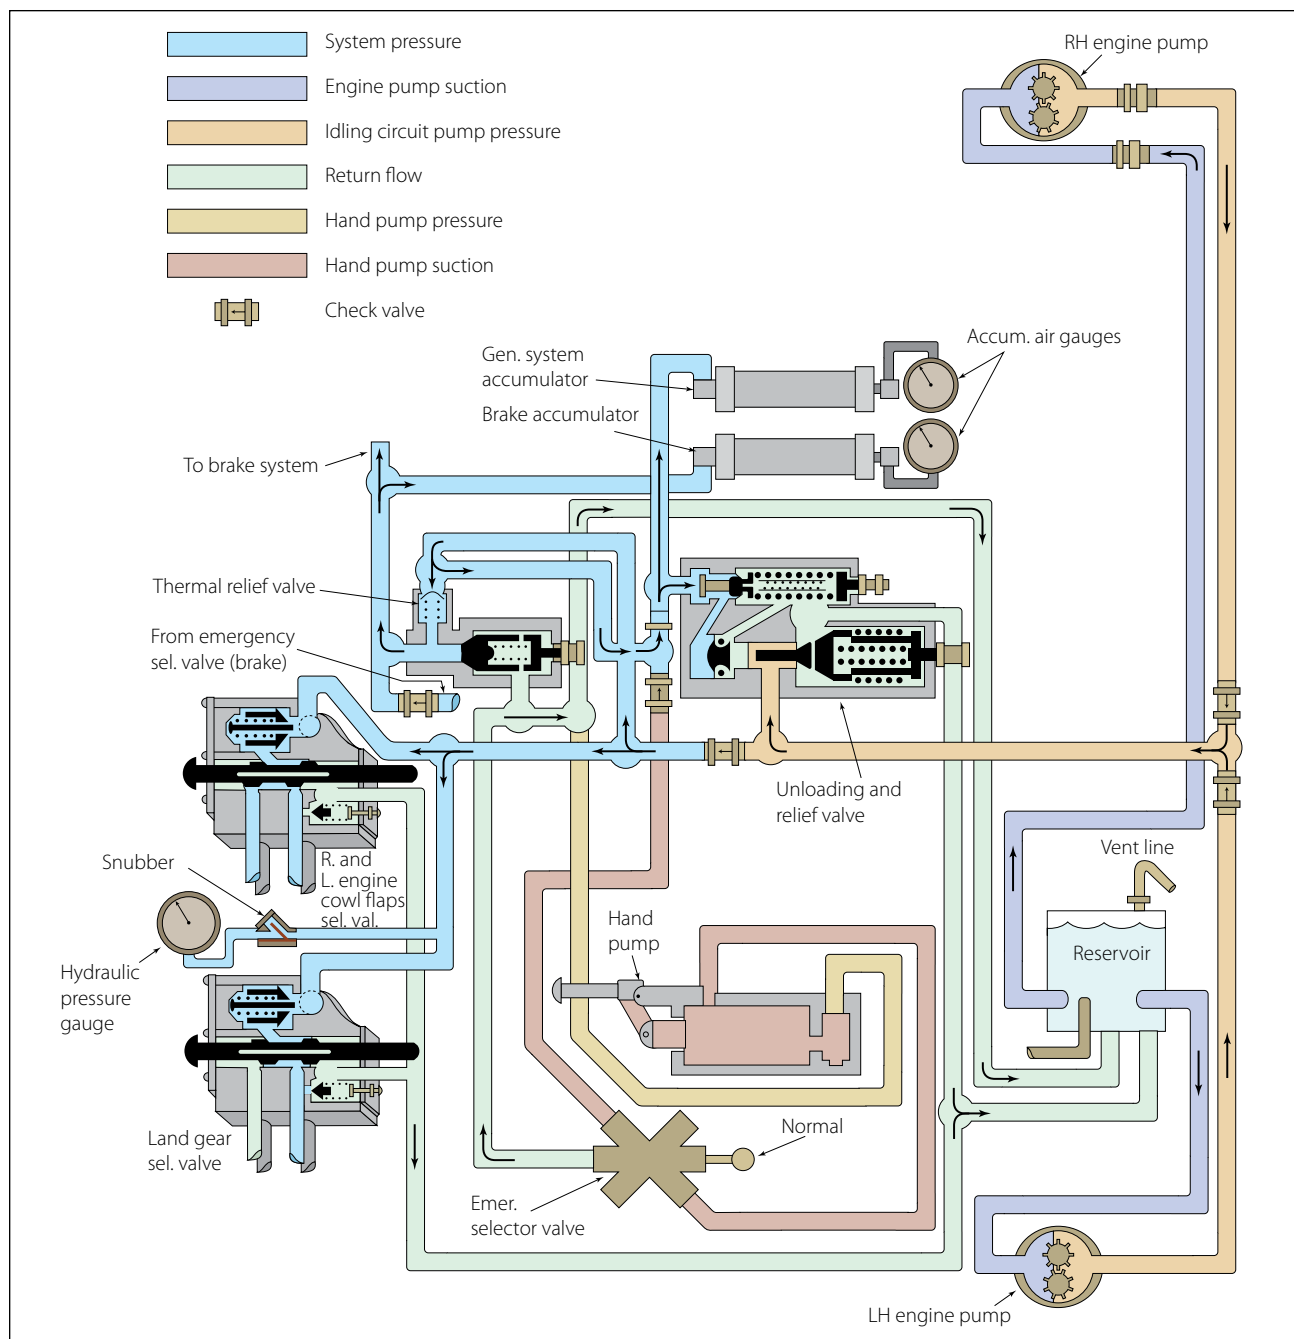 System pressure
Engine pump suction
Idling circuit pump pressure
Return flow
Hand pump pressure
Hand pump suction
Check valve
RH engine pump
Accum. air gauges
Gen. system
accumulator
Brake accumulator
To brake system
Thermal relief valve
From emergency
sel. valve (brake)
Unloading and
relief valve
Vent line
Reservoir
R. and
L. engine
cowl flaps
sel. val.
Snubber
Hydraulic
pressure
gauge
Hand
pump
Land gear
sel. valve
Normal
Emer.
selector valve
LH engine pump